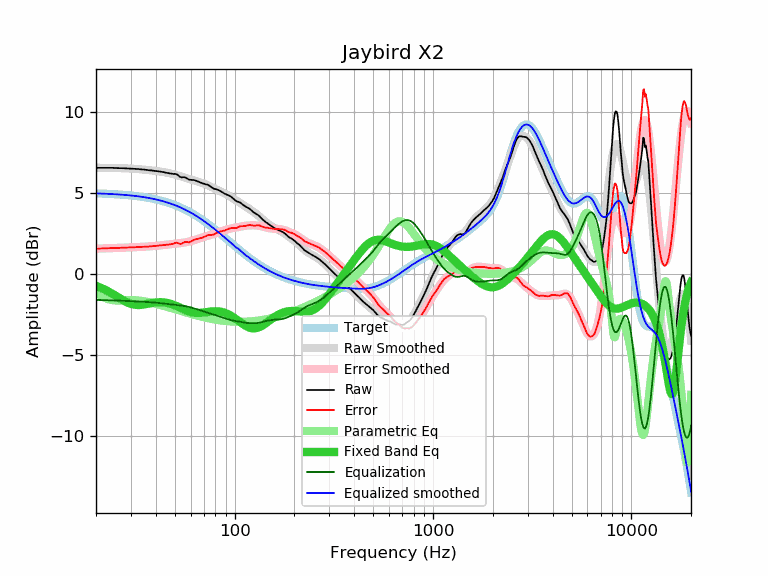 Jaybird X2
Amplitude (dBr)
10
5
0
−5
−10
Target
Raw Smoothed
Error Smoothed
Raw
Error
Parametric Eq
Fixed Band Eq
Equalization
Equalized smoothed
100 1000 10000
Frequency (Hz)